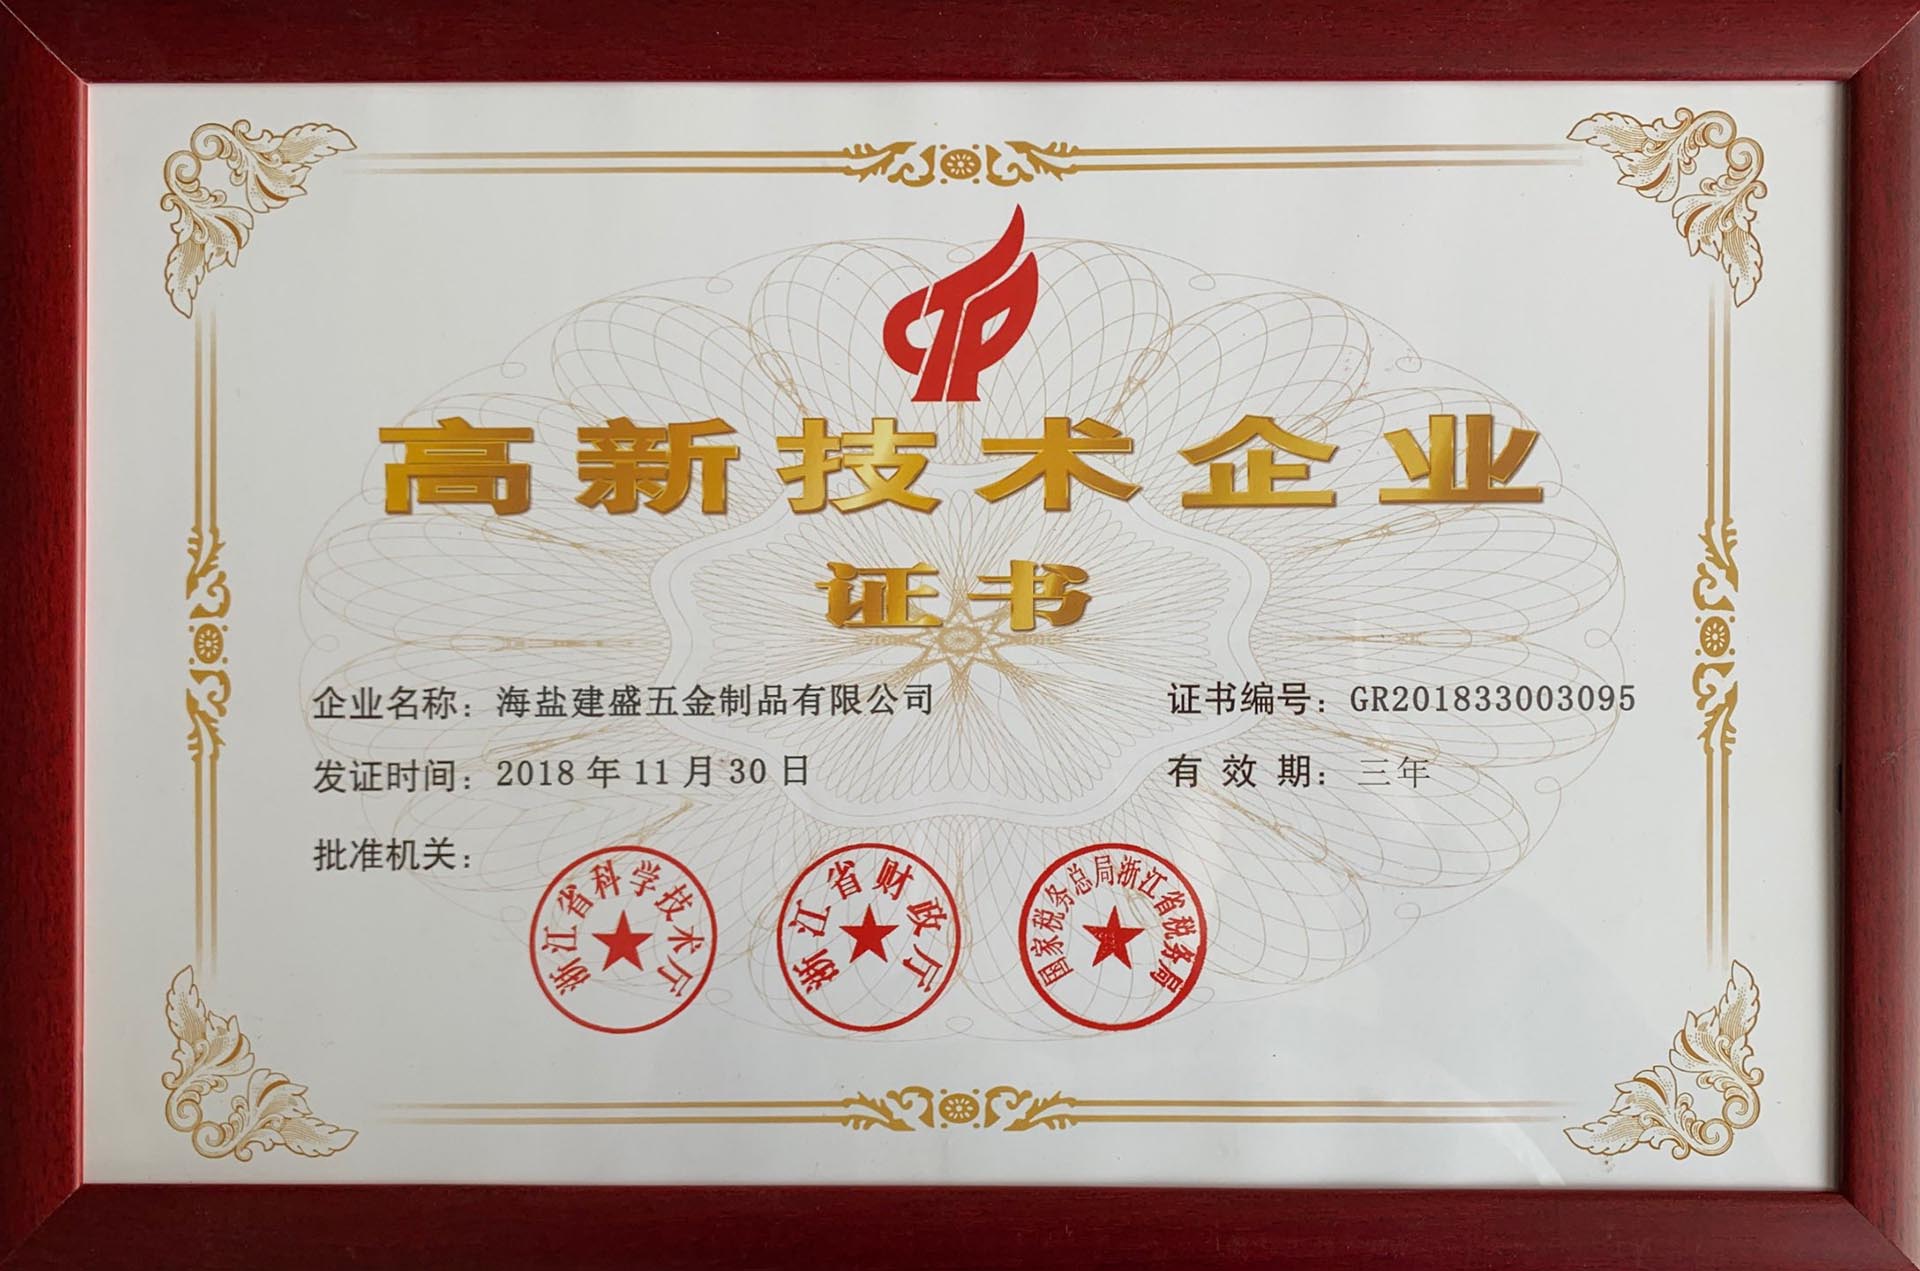 高新技术企业
证书
企业名称：海盐建盛五金制品有限公司
证书编号：GR201833003095
发证时间：2018年11月30日
有效期：三年
批准机关：
浙江省科学技术厅
浙江省财政厅
国家税务总局浙江省税务局